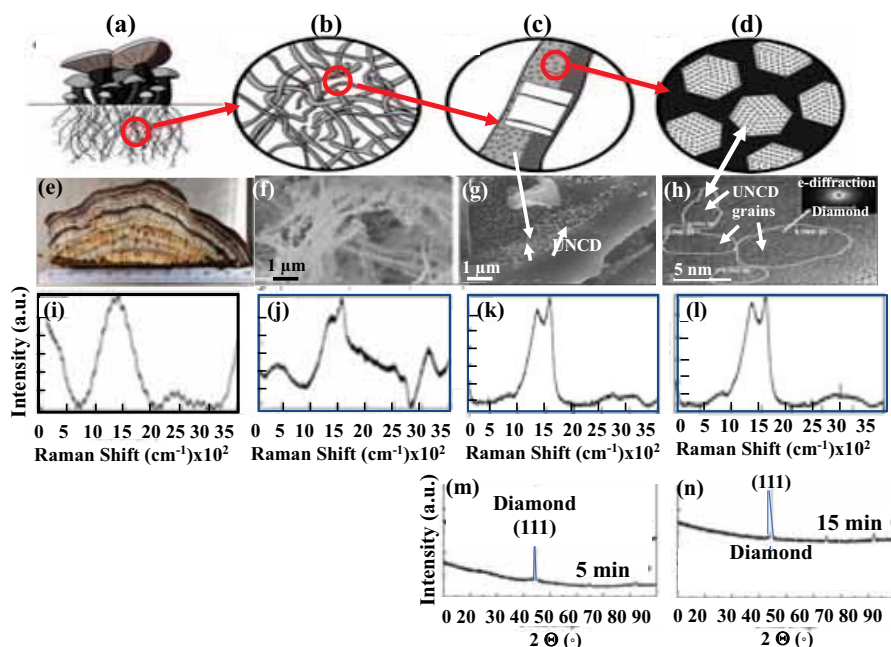 (a) (b) (c) (d)
(e) (f) (g) (h)
UNCD
grains
e-diffraction
Diamond
UNCD
1 µm 1 µm 5 nm
(i) (j) (k) (l)
Intensity (a.u.)
0 5 10 15 20 25 30 35 0 5 10 15 20 25 30 35 0 5 10 15 20 25 30 35 0 5 10 15 20 25 30 35
Raman Shift (cm⁻¹)x10² Raman Shift (cm⁻¹)x10² Raman Shift (cm⁻¹)x10² Raman Shift (cm⁻¹)x10²
(m) (n)
Intensity (a.u.)
Diamond
(111)
5 min
(111)
15 min
Diamond
0 20 30 40 50 60 70 80 90 0 20 30 40 50 60 70 80 90
2 Θ (◦) 2 Θ (◦)